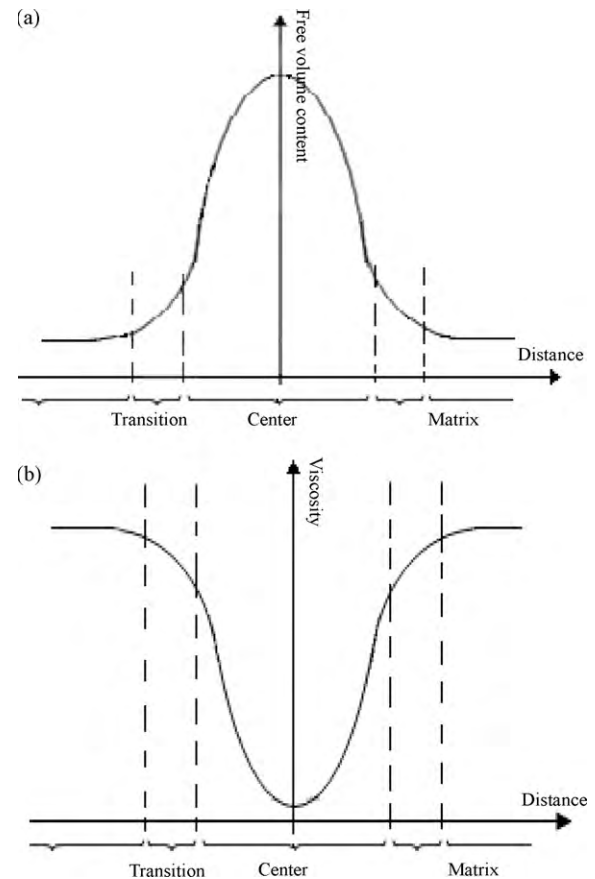 (a)
Free volume content
Distance
Transition Center Matrix
(b)
Viscosity
Distance
Transition Center Matrix